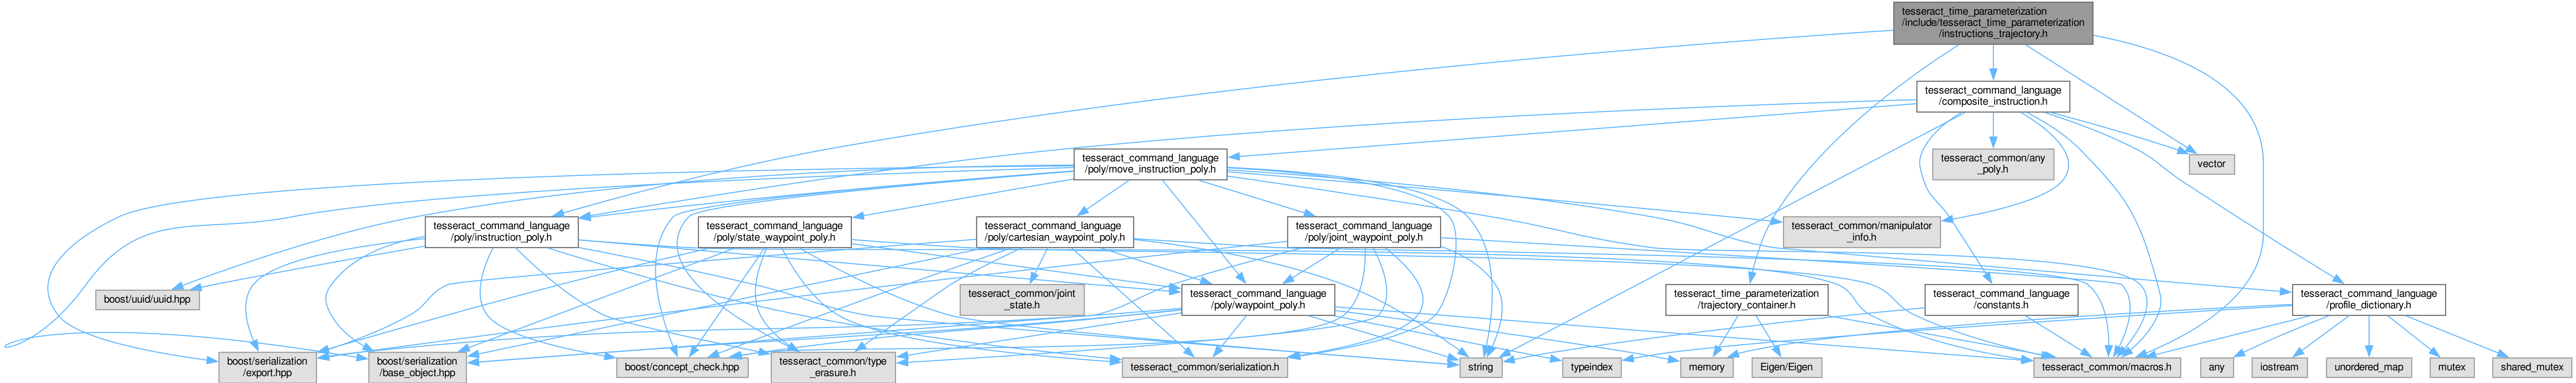 tesseract_time_parameterization
/include/tesseract_time_parameterization
/instructions_trajectory.h
tesseract_command_language
/composite_instruction.h
tesseract_command_language
/poly/move_instruction_poly.h
tesseract_common/any
_poly.h
vector
tesseract_command_language
/poly/instruction_poly.h
tesseract_command_language
/poly/state_waypoint_poly.h
tesseract_command_language
/poly/cartesian_waypoint_poly.h
tesseract_command_language
/poly/joint_waypoint_poly.h
tesseract_common/manipulator
_info.h
boost/uuid/uuid.hpp
tesseract_common/joint
_state.h
tesseract_command_language
/poly/waypoint_poly.h
tesseract_time_parameterization
/trajectory_container.h
tesseract_command_language
/constants.h
tesseract_command_language
/profile_dictionary.h
boost/serialization
/export.hpp
boost/serialization
/base_object.hpp
boost/concept_check.hpp
tesseract_common/type
_erasure.h
tesseract_common/serialization.h
string
typeindex
memory
Eigen/Eigen
tesseract_common/macros.h
any
iostream
unordered_map
mutex
shared_mutex